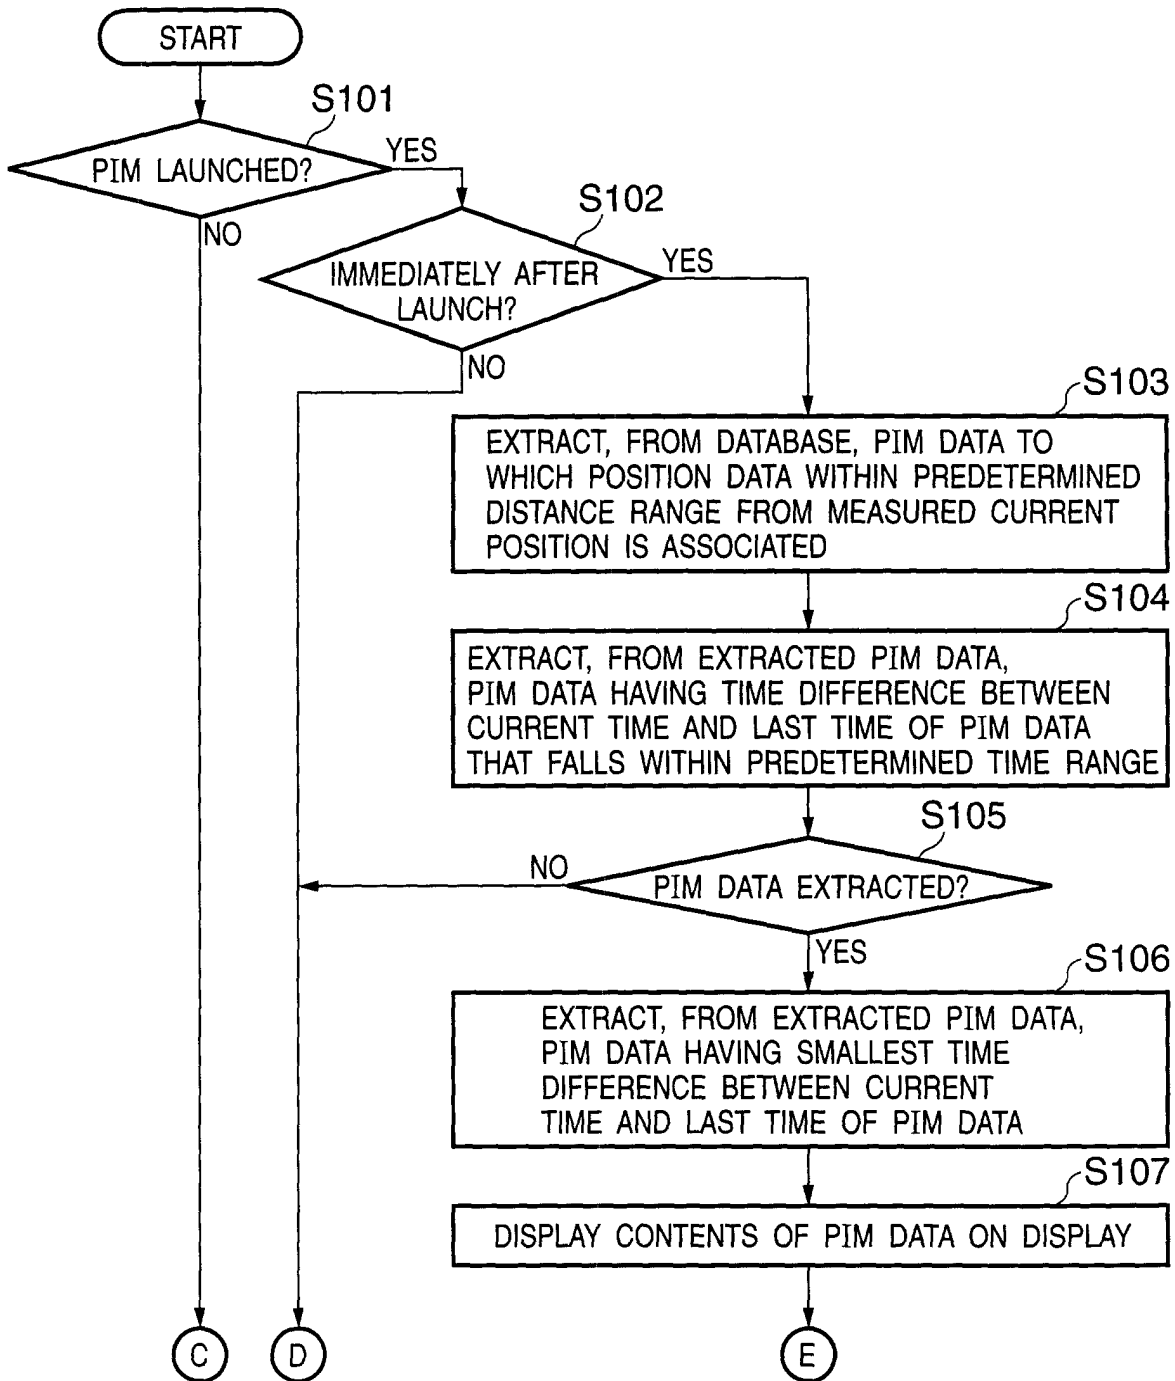 START
S101
PIM LAUNCHED?
YES
NO
S102
IMMEDIATELY AFTER
LAUNCH?
YES
NO
S103
EXTRACT, FROM DATABASE, PIM DATA TO
WHICH POSITION DATA WITHIN PREDETERMINED
DISTANCE RANGE FROM MEASURED CURRENT
POSITION IS ASSOCIATED
S104
EXTRACT, FROM EXTRACTED PIM DATA,
PIM DATA HAVING TIME DIFFERENCE BETWEEN
CURRENT TIME AND LAST TIME OF PIM DATA
THAT FALLS WITHIN PREDETERMINED TIME RANGE
S105
NO
PIM DATA EXTRACTED?
YES
S106
EXTRACT, FROM EXTRACTED PIM DATA,
PIM DATA HAVING SMALLEST TIME
DIFFERENCE BETWEEN CURRENT
TIME AND LAST TIME OF PIM DATA
S107
DISPLAY CONTENTS OF PIM DATA ON DISPLAY
C
D
E